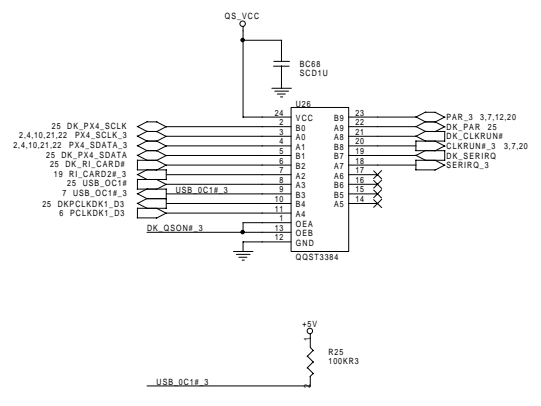 QS_VCC
BC68
SCD1U
U26
24 VCC B9 23 PAR_3 3,7,12,20
25 DK_PX4_SCLK 2 B0 A9 22 DK_PAR 25
2,4,10,21,22 PX4_SCLK_3 3 A0 A8 21 DK_CLKRUN#
2,4,10,21,22 PX4_SDATA_3 4 A1 B8 20 CLKRUN#_3 3,7,20
25 DK_PX4_SDATA 5 B1 B7 19 DK_SERIRQ
25 DK_RI_CARD# 6 B2 A7 18 SERIRQ_3
19 RI_CARD2#_3 7 A2 A6 17
25 USB_OC1# 8 A3 B6 16
7 USB_OC1#_3 USB_0C1#_3 9 B3 B5 15
25 DKPCLKDK1_D3 10 B4 A5 14
6 PCLKDK1_D3 11 A4
1 OEA
DK_QSON#_3 13 OEB
12 GND
QQST3384
+5V
1
R25
100KR3
2
USB_0C1#_3